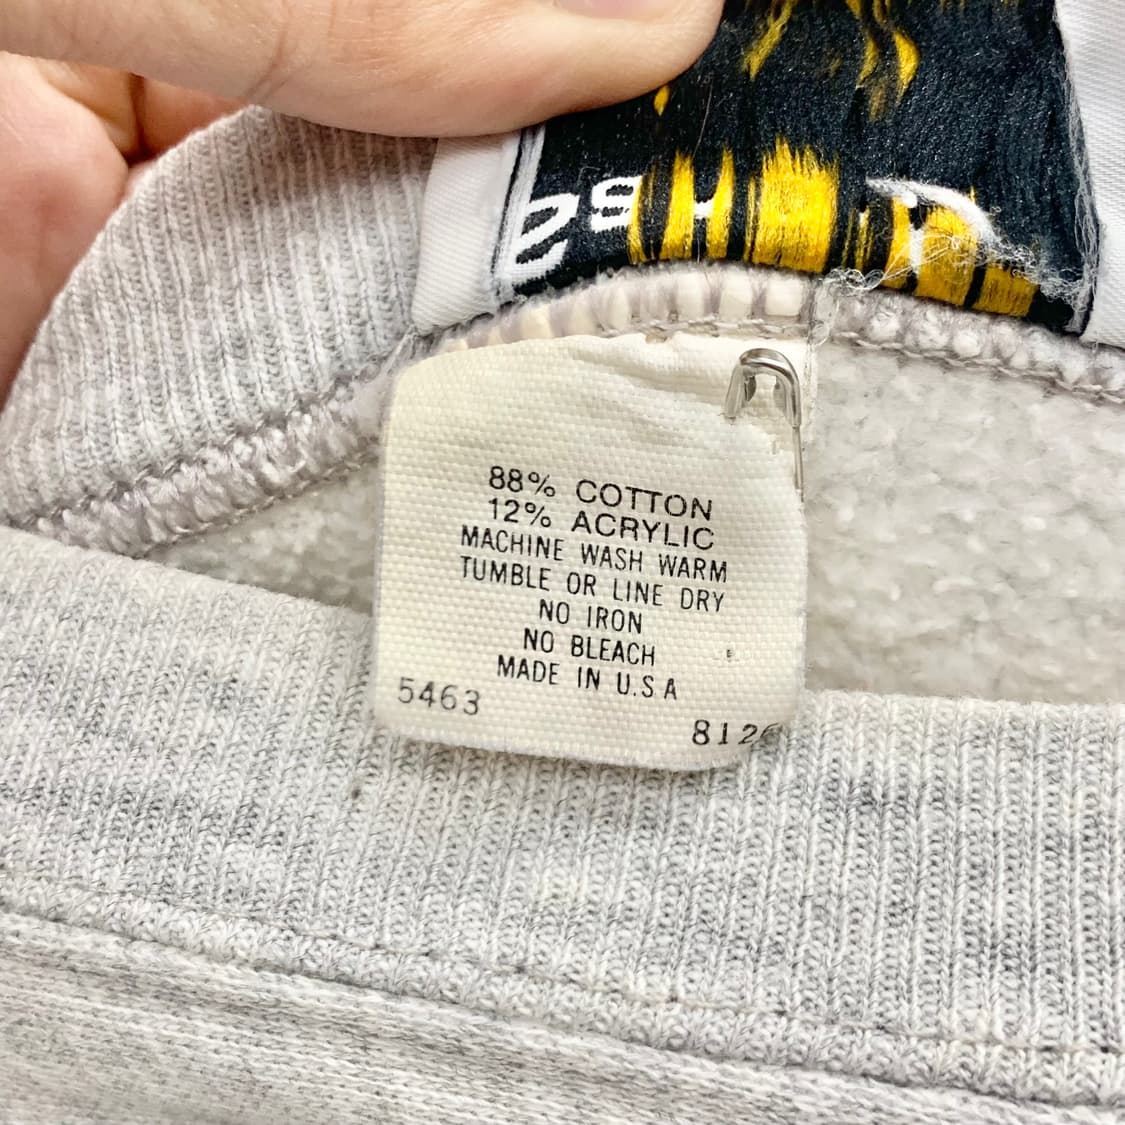 88% COTTON
12% ACRYLIC
MACHINE WASH WARM
TUMBLE OR LINE DRY
NO IRON
NO BLEACH
MADE IN U.S.A
5463